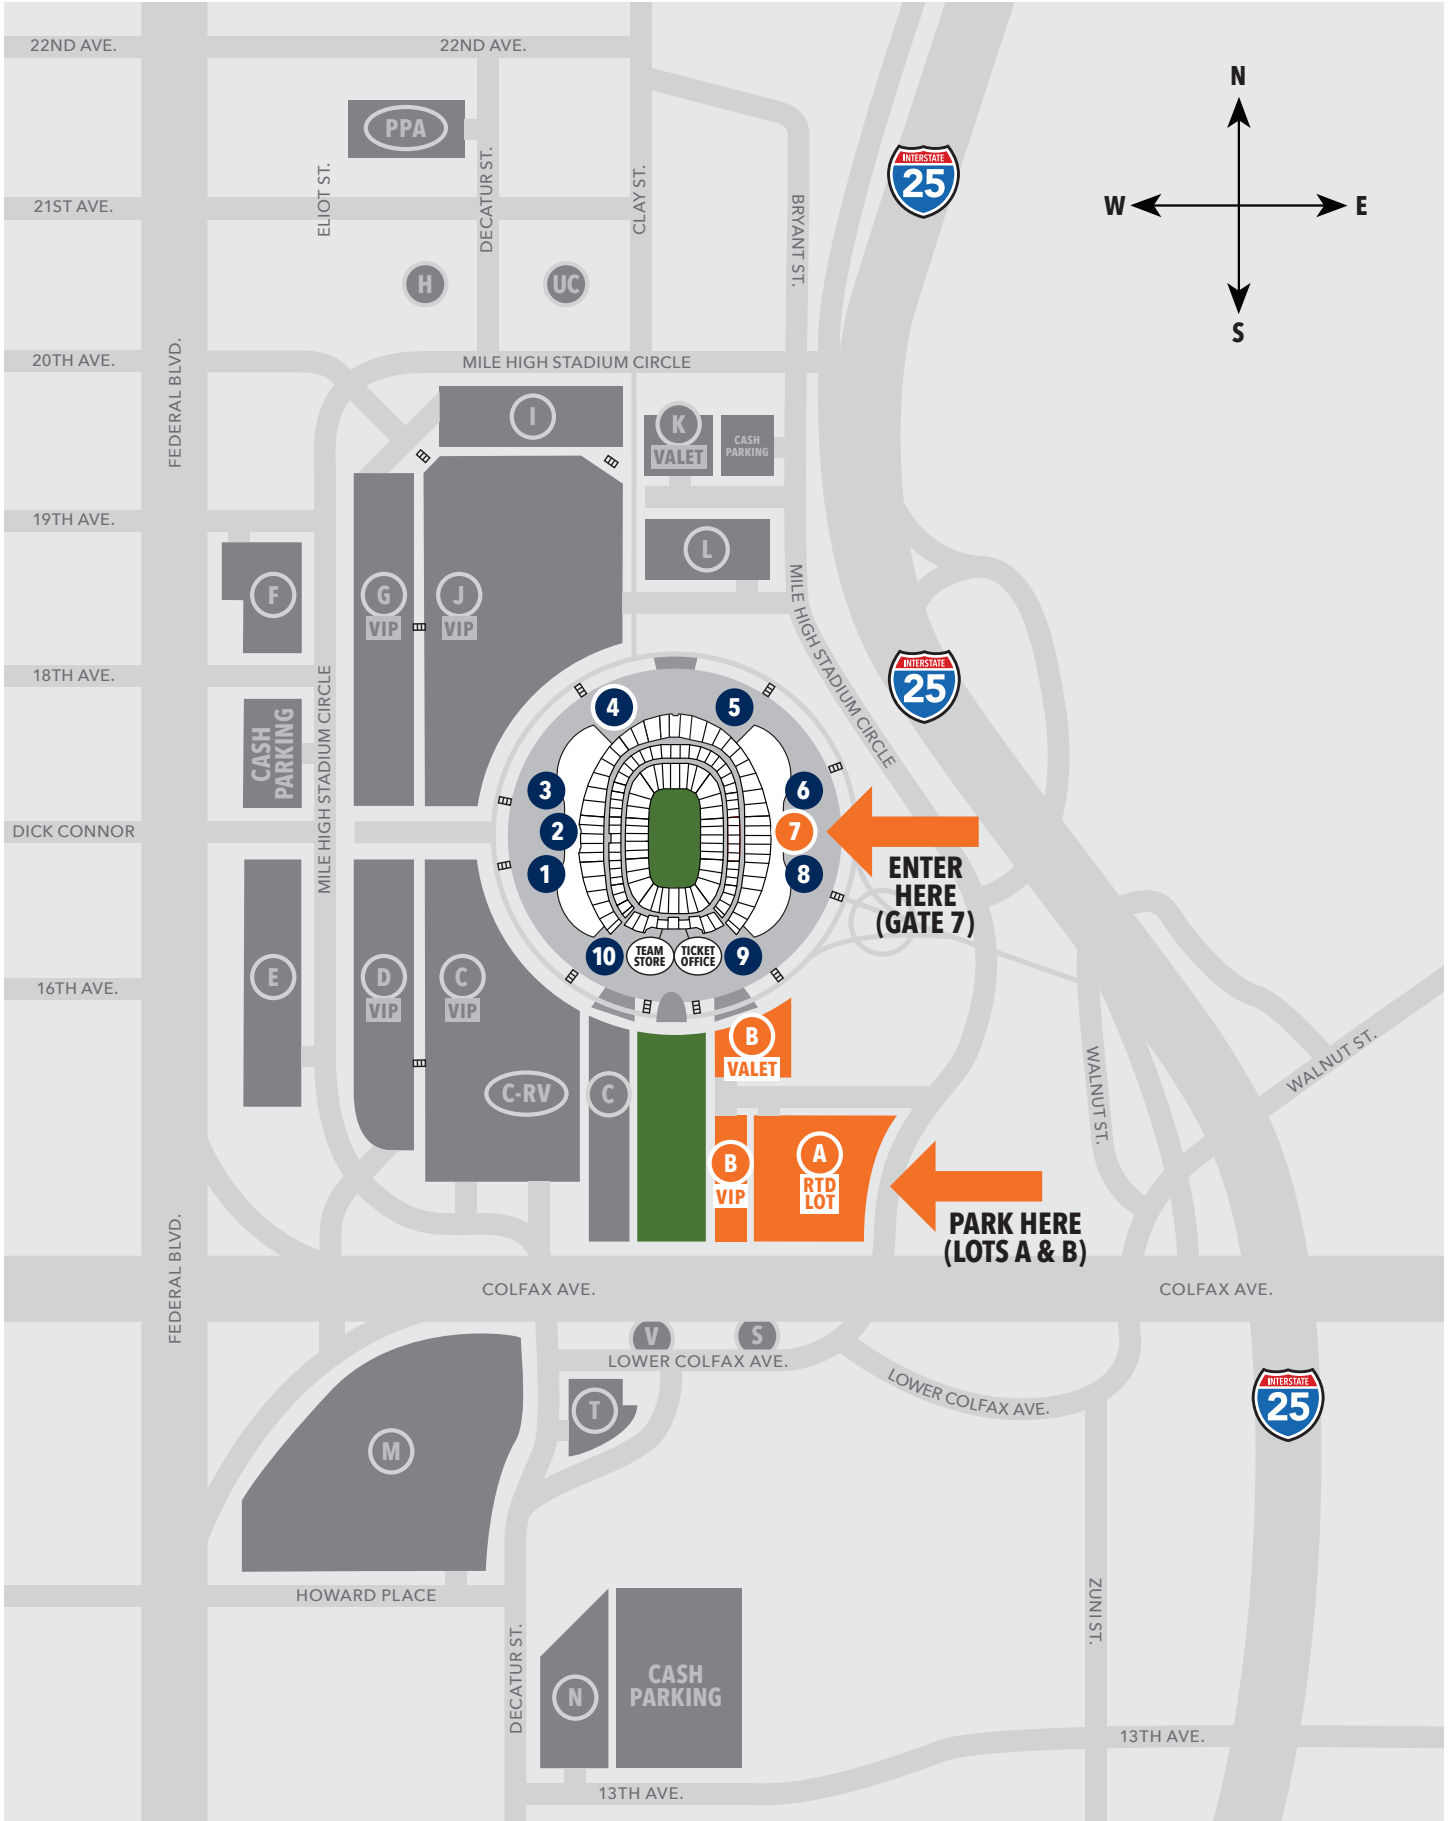 22ND AVE.
22ND AVE.
N
PPA
INTERSTATE
25
ELIOT ST.
DECATUR ST.
CLAY ST.
BRYANT ST.
W
E
21ST AVE.
H
UC
S
20TH AVE.
MILE HIGH STADIUM CIRCLE
FEDERAL BLVD.
I
K
VALET
CASH
PARKING
19TH AVE.
L
F
G
VIP
J
VIP
MILE HIGH STADIUM CIRCLE
18TH AVE.
INTERSTATE
25
CASH
PARKING
MILE HIGH STADIUM CIRCLE
4
5
3
6
DICK CONNOR
2
7
1
8
ENTER
HERE
(GATE 7)
10
TEAM
STORE
TICKET
OFFICE
9
16TH AVE.
E
D
VIP
C
VIP
B
VALET
C-RV
C
WALNUT ST.
WALNUT ST.
B
VIP
A
RTD
LOT
PARK HERE
(LOTS A & B)
FEDERAL BLVD.
COLFAX AVE.
COLFAX AVE.
V
S
LOWER COLFAX AVE.
LOWER COLFAX AVE.
INTERSTATE
25
T
M
HOWARD PLACE
ZUNI ST.
DECATUR ST.
N
CASH
PARKING
13TH AVE.
13TH AVE.